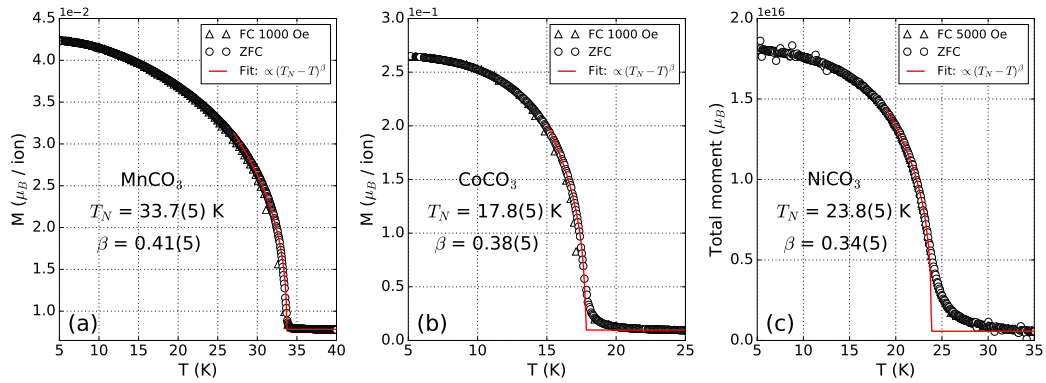 4.5 1e−2
4.0
3.5
3.0
2.5
2.0
1.5
1.0
M (μB / ion)
FC 1000 Oe
ZFC
Fit: ∝(TN−T)β
MnCO3
TN = 33.7(5) K
β = 0.41(5)
(a)
5 10 15 20 25 30 35 40
T (K)
3.0 1e−1
2.5
2.0
1.5
1.0
0.5
0.0
M (μB / ion)
FC 1000 Oe
ZFC
Fit: ∝(TN−T)β
CoCO3
TN = 17.8(5) K
β = 0.38(5)
(b)
5 10 15 20 25
T (K)
2.0 1e16
1.5
1.0
0.5
0.0
Total moment (μB)
FC 5000 Oe
ZFC
Fit: ∝(TN−T)β
NiCO3
TN = 23.8(5) K
β = 0.34(5)
(c)
5 10 15 20 25 30 35
T (K)